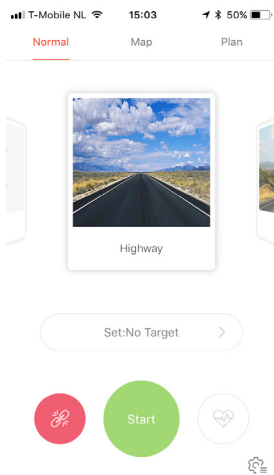 T-Mobile NL 15:03 50%
Normal Map Plan
Highway
Set:No Target
Start